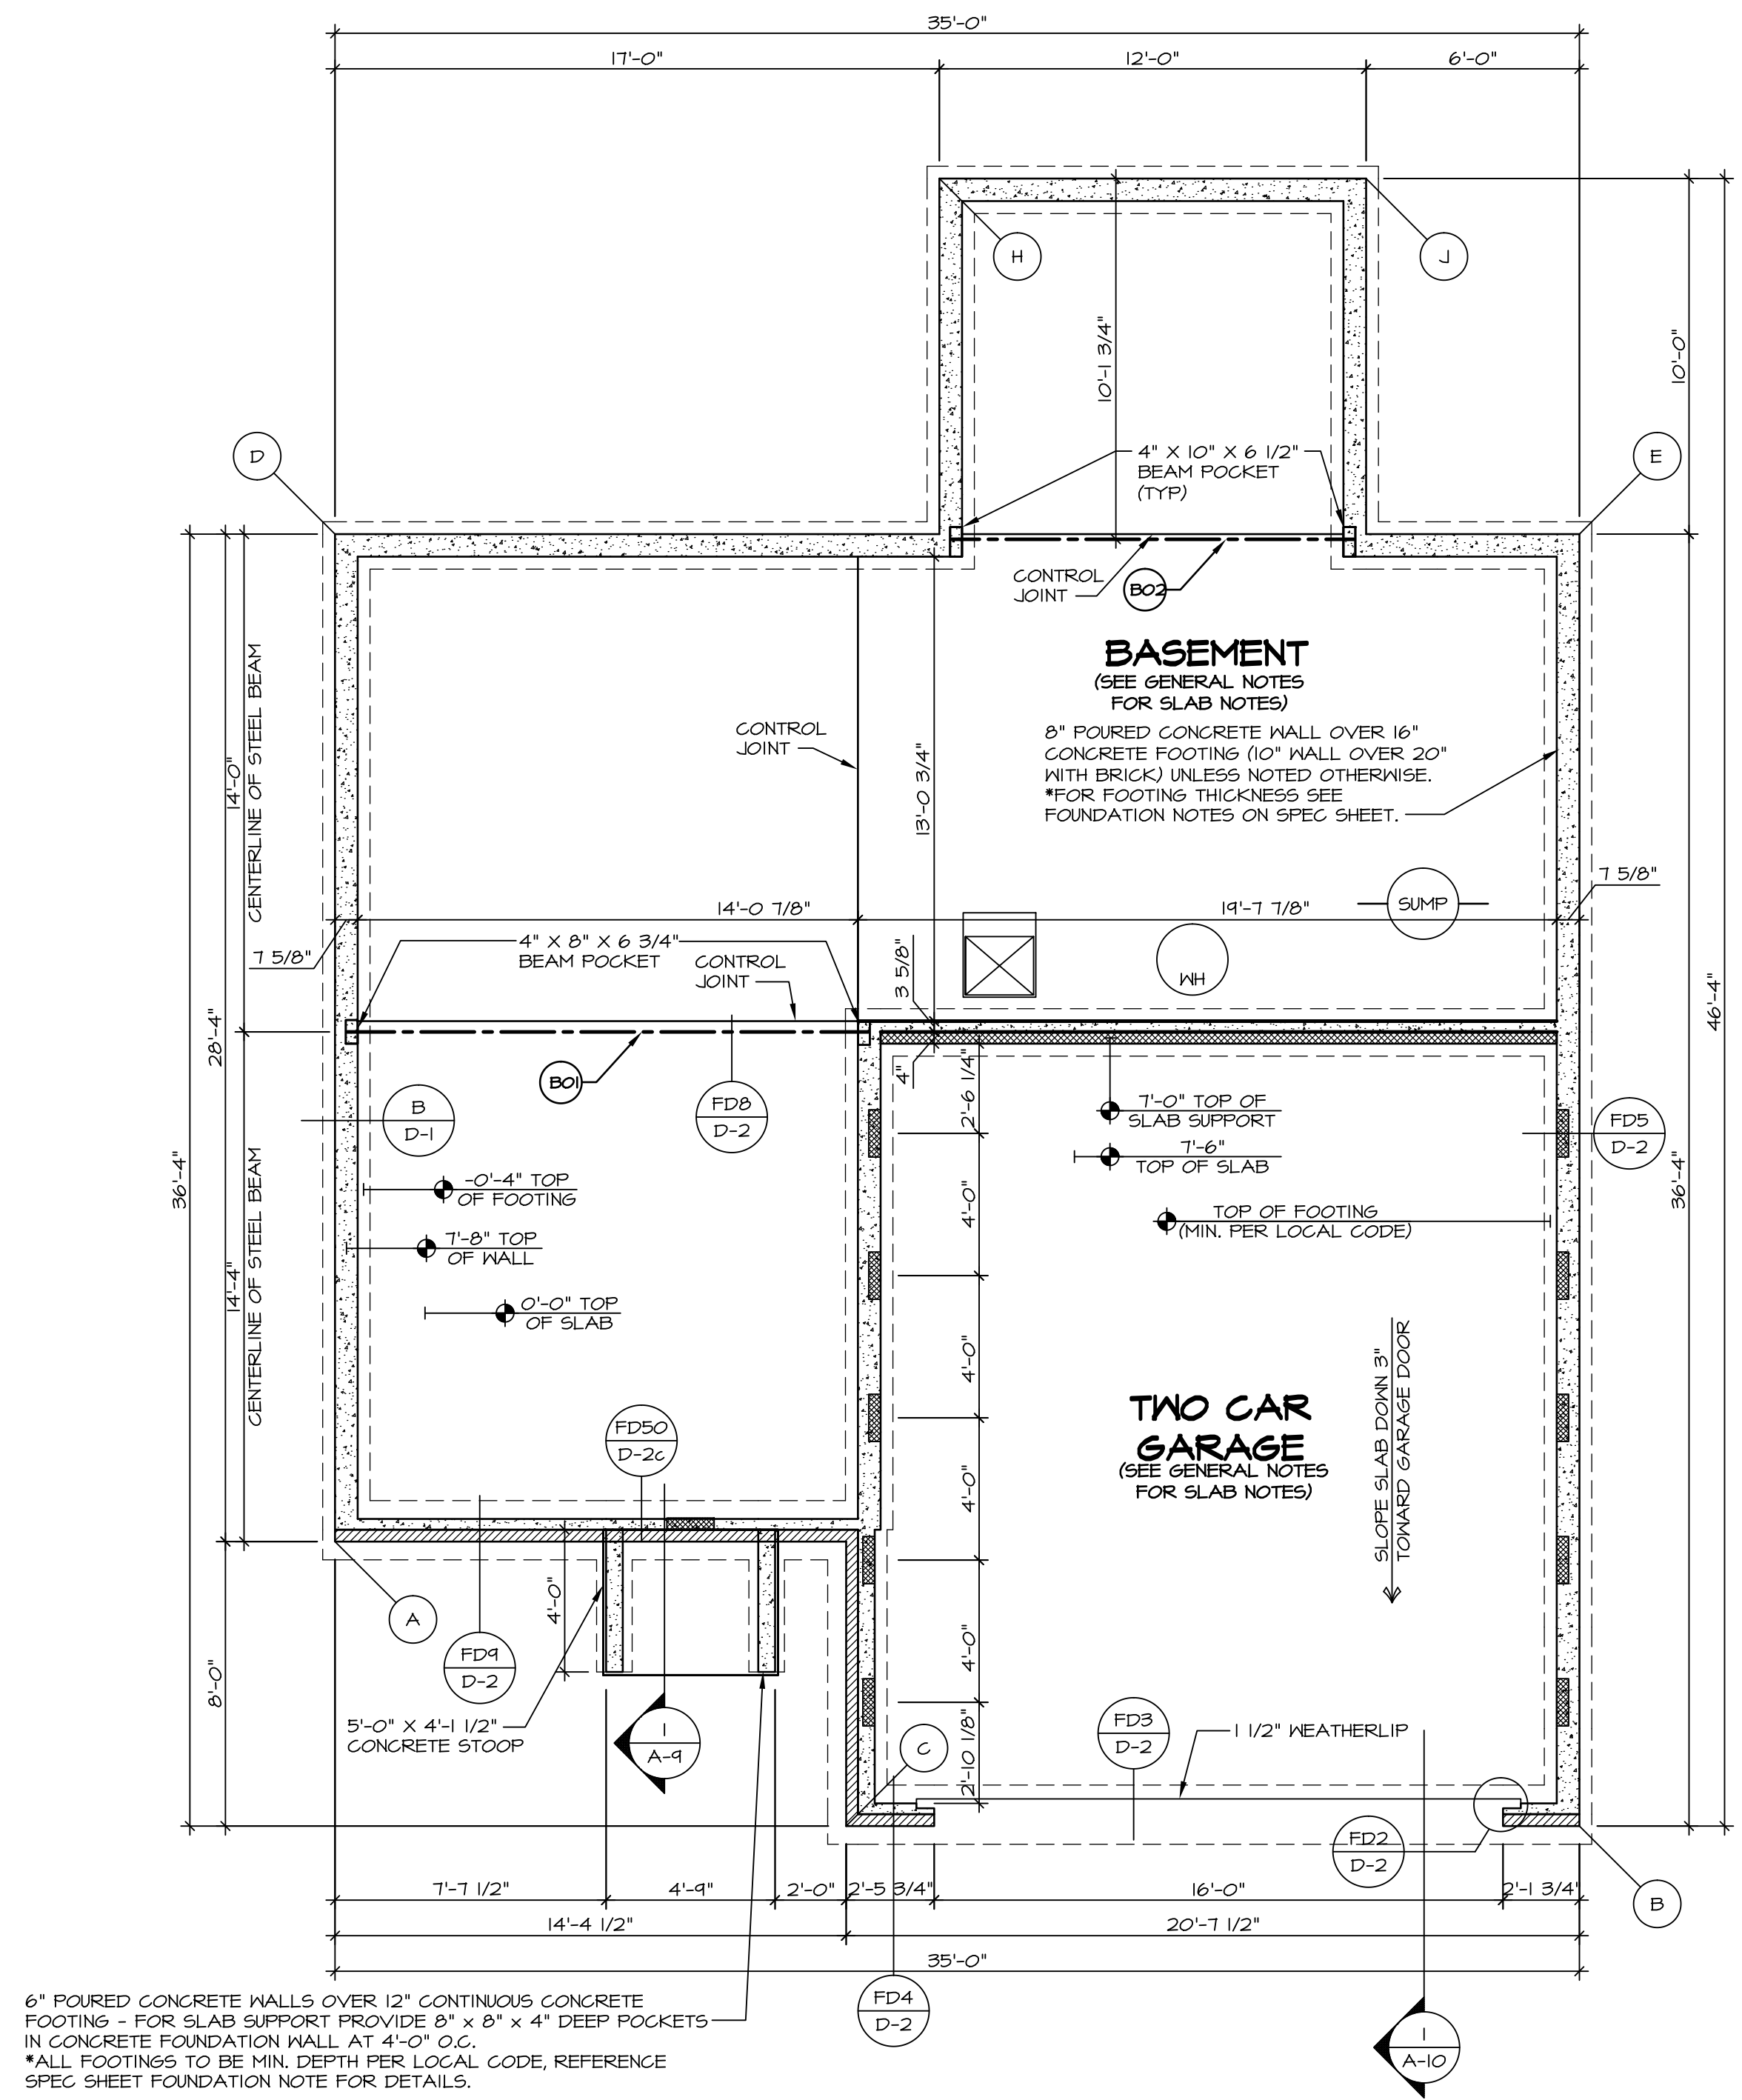 35'-0"
17'-0"
12'-0"
6'-0"
H
J
10'-1 3/4"
10'-0"
D
E
4" X 10" X 6 1/2"
BEAM POCKET
(TYP)
CONTROL
JOINT
B02
BASEMENT
(SEE GENERAL NOTES
FOR SLAB NOTES)
8" POURED CONCRETE WALL OVER 16"
CONCRETE FOOTING (10" WALL OVER 20"
WITH BRICK) UNLESS NOTED OTHERWISE.
*FOR FOOTING THICKNESS SEE
FOUNDATION NOTES ON SPEC SHEET.
CONTROL
JOINT
14'-0"
CENTERLINE OF STEEL BEAM
13'-0 3/4"
7 5/8"
14'-0 7/8"
19'-7 7/8"
SUMP
7 5/8"
4" X 8" X 6 3/4"
BEAM POCKET
CONTROL
JOINT
3 5/8"
WH
46'-4"
28'-4"
B01
4"
2'-6 1/4"
B
D-1
FD8
D-2
7'-0" TOP OF
SLAB SUPPORT
7'-6"
TOP OF SLAB
FD5
D-2
36'-4"
36'-4"
-0'-4" TOP
OF FOOTING
4'-0"
TOP OF FOOTING
(MIN. PER LOCAL CODE)
7'-8" TOP
OF WALL
14'-4"
CENTERLINE OF STEEL BEAM
0'-0" TOP
OF SLAB
4'-0"
SLOPE SLAB DOWN 3"
TOWARD GARAGE DOOR
TWO CAR
GARAGE
(SEE GENERAL NOTES
FOR SLAB NOTES)
FD50
D-2c
4'-0"
4'-0"
A
FD9
D-2
4'-0"
8'-0"
5'-0" X 4'-1 1/2"
CONCRETE STOOP
1
A-9
C
2'-10 1/8"
FD3
D-2
1 1/2" WEATHERLIP
FD2
D-2
B
7'-7 1/2"
4'-9"
2'-0"
2'-5 3/4"
16'-0"
2'-1 3/4"
14'-4 1/2"
20'-7 1/2"
35'-0"
FD4
D-2
1
A-10
6" POURED CONCRETE WALLS OVER 12" CONTINUOUS CONCRETE
FOOTING - FOR SLAB SUPPORT PROVIDE 8" x 8" x 4" DEEP POCKETS
IN CONCRETE FOUNDATION WALL AT 4'-0" O.C.
*ALL FOOTINGS TO BE MIN. DEPTH PER LOCAL CODE, REFERENCE
SPEC SHEET FOUNDATION NOTE FOR DETAILS.